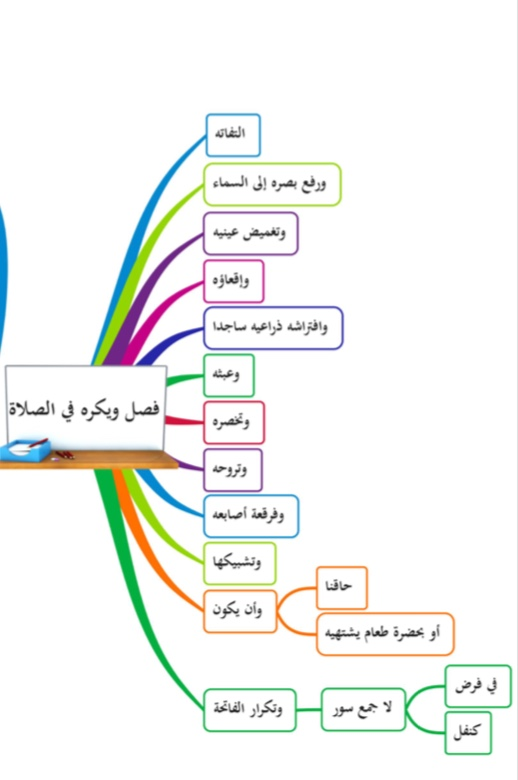 فصل ويكره في الصلاة
التفاته
ورفع بصره إلى السماء
وتغميض عينيه
وإقعاؤه
وافتراشه ذراعيه ساجدا
وعبثه
وتخصره
وتروحه
وفرقعة أصابعه
وتشبيكها
وأن يكون
حاقنا
أو بحضرة طعام يشتهيه
وتكرار الفاتحة
لا جمع سور
في فرض
كنفل